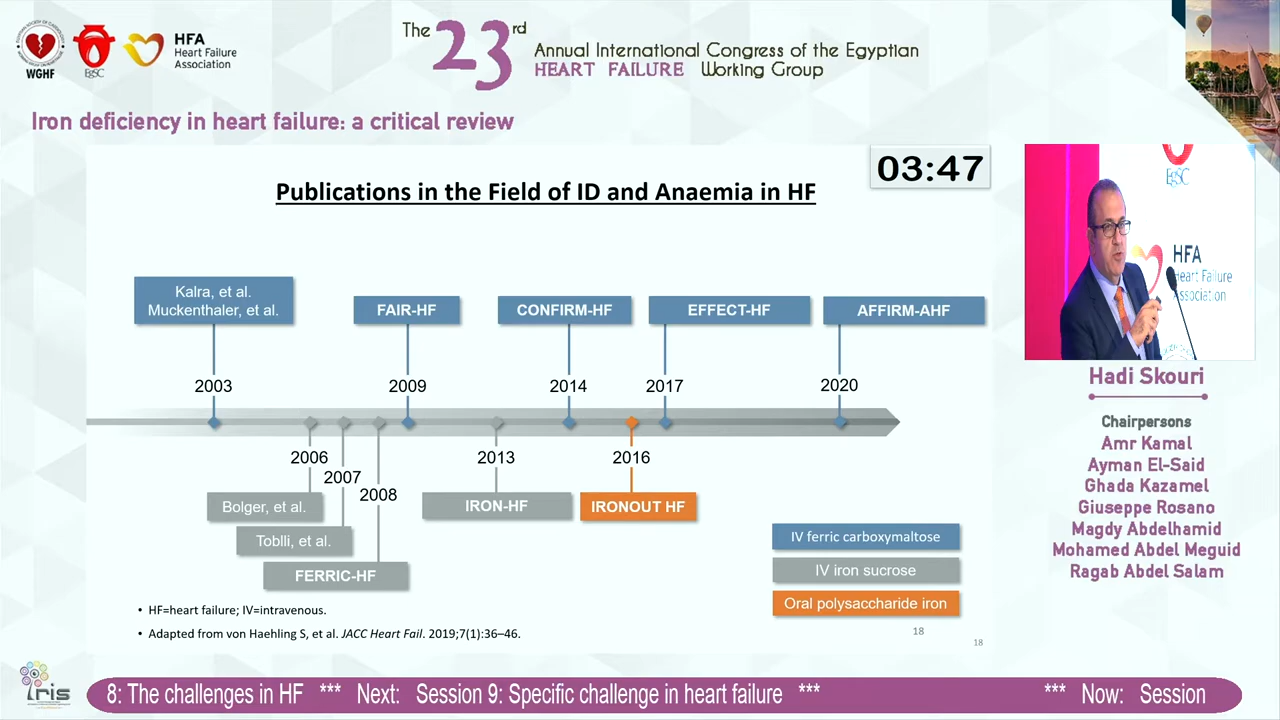 WGHF
EgSC
HFA
Heart Failure
Association
The 23rd
Annual International Congress of the Egyptian
HEART FAILURE Working Group
Iron deficiency in heart failure: a critical review
03:47
Publications in the Field of ID and Anaemia in HF
Kalra, et al.
Muckenthaler, et al.
FAIR-HF
CONFIRM-HF
EFFECT-HF
AFFIRM-AHF
2003
2009
2014
2017
2020
2006
2007
2008
2013
2016
Bolger, et al.
Toblli, et al.
FERRIC-HF
IRON-HF
IRONOUT HF
IV ferric carboxymaltose
IV iron sucrose
Oral polysaccharide iron
• HF=heart failure; IV=intravenous.
• Adapted from von Haehling S, et al. JACC Heart Fail. 2019;7(1):36–46.
18
18
EgSC
HFA
Heart Failure
Association
Hadi Skouri
Chairpersons
Amr Kamal
Ayman El-Said
Ghada Kazamel
Giuseppe Rosano
Magdy Abdelhamid
Mohamed Abdel Meguid
Ragab Abdel Salam
iris
8: The challenges in HF *** Next: Session 9: Specific challenge in heart failure *** *** Now: Session